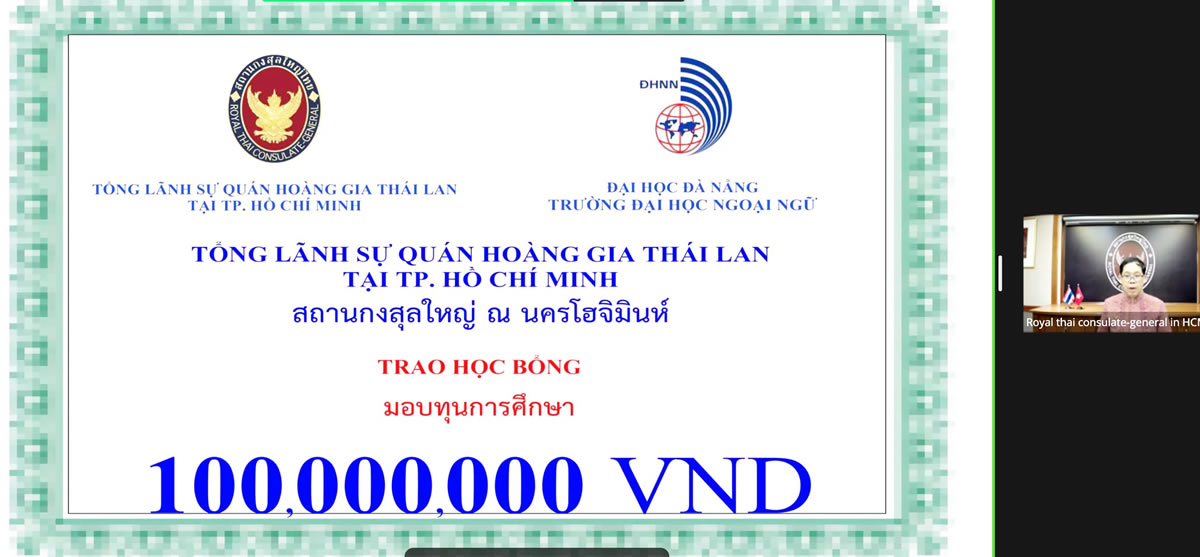 สถานกงสุลใหญ่ไทย
ROYAL THAI CONSULATE-GENERAL
ĐHNN
TỔNG LÃNH SỰ QUÁN HOÀNG GIA THÁI LAN
TẠI TP. HỒ CHÍ MINH
ĐẠI HỌC ĐÀ NẴNG
TRƯỜNG ĐẠI HỌC NGOẠI NGỮ
TỔNG LÃNH SỰ QUÁN HOÀNG GIA THÁI LAN
TẠI TP. HỒ CHÍ MINH
สถานกงสุลใหญ่ ณ นครโฮจิมินห์
TRAO HỌC BỔNG
มอบทุนการศึกษา
100,000,000 VND
Royal thai consulate-general in HCM